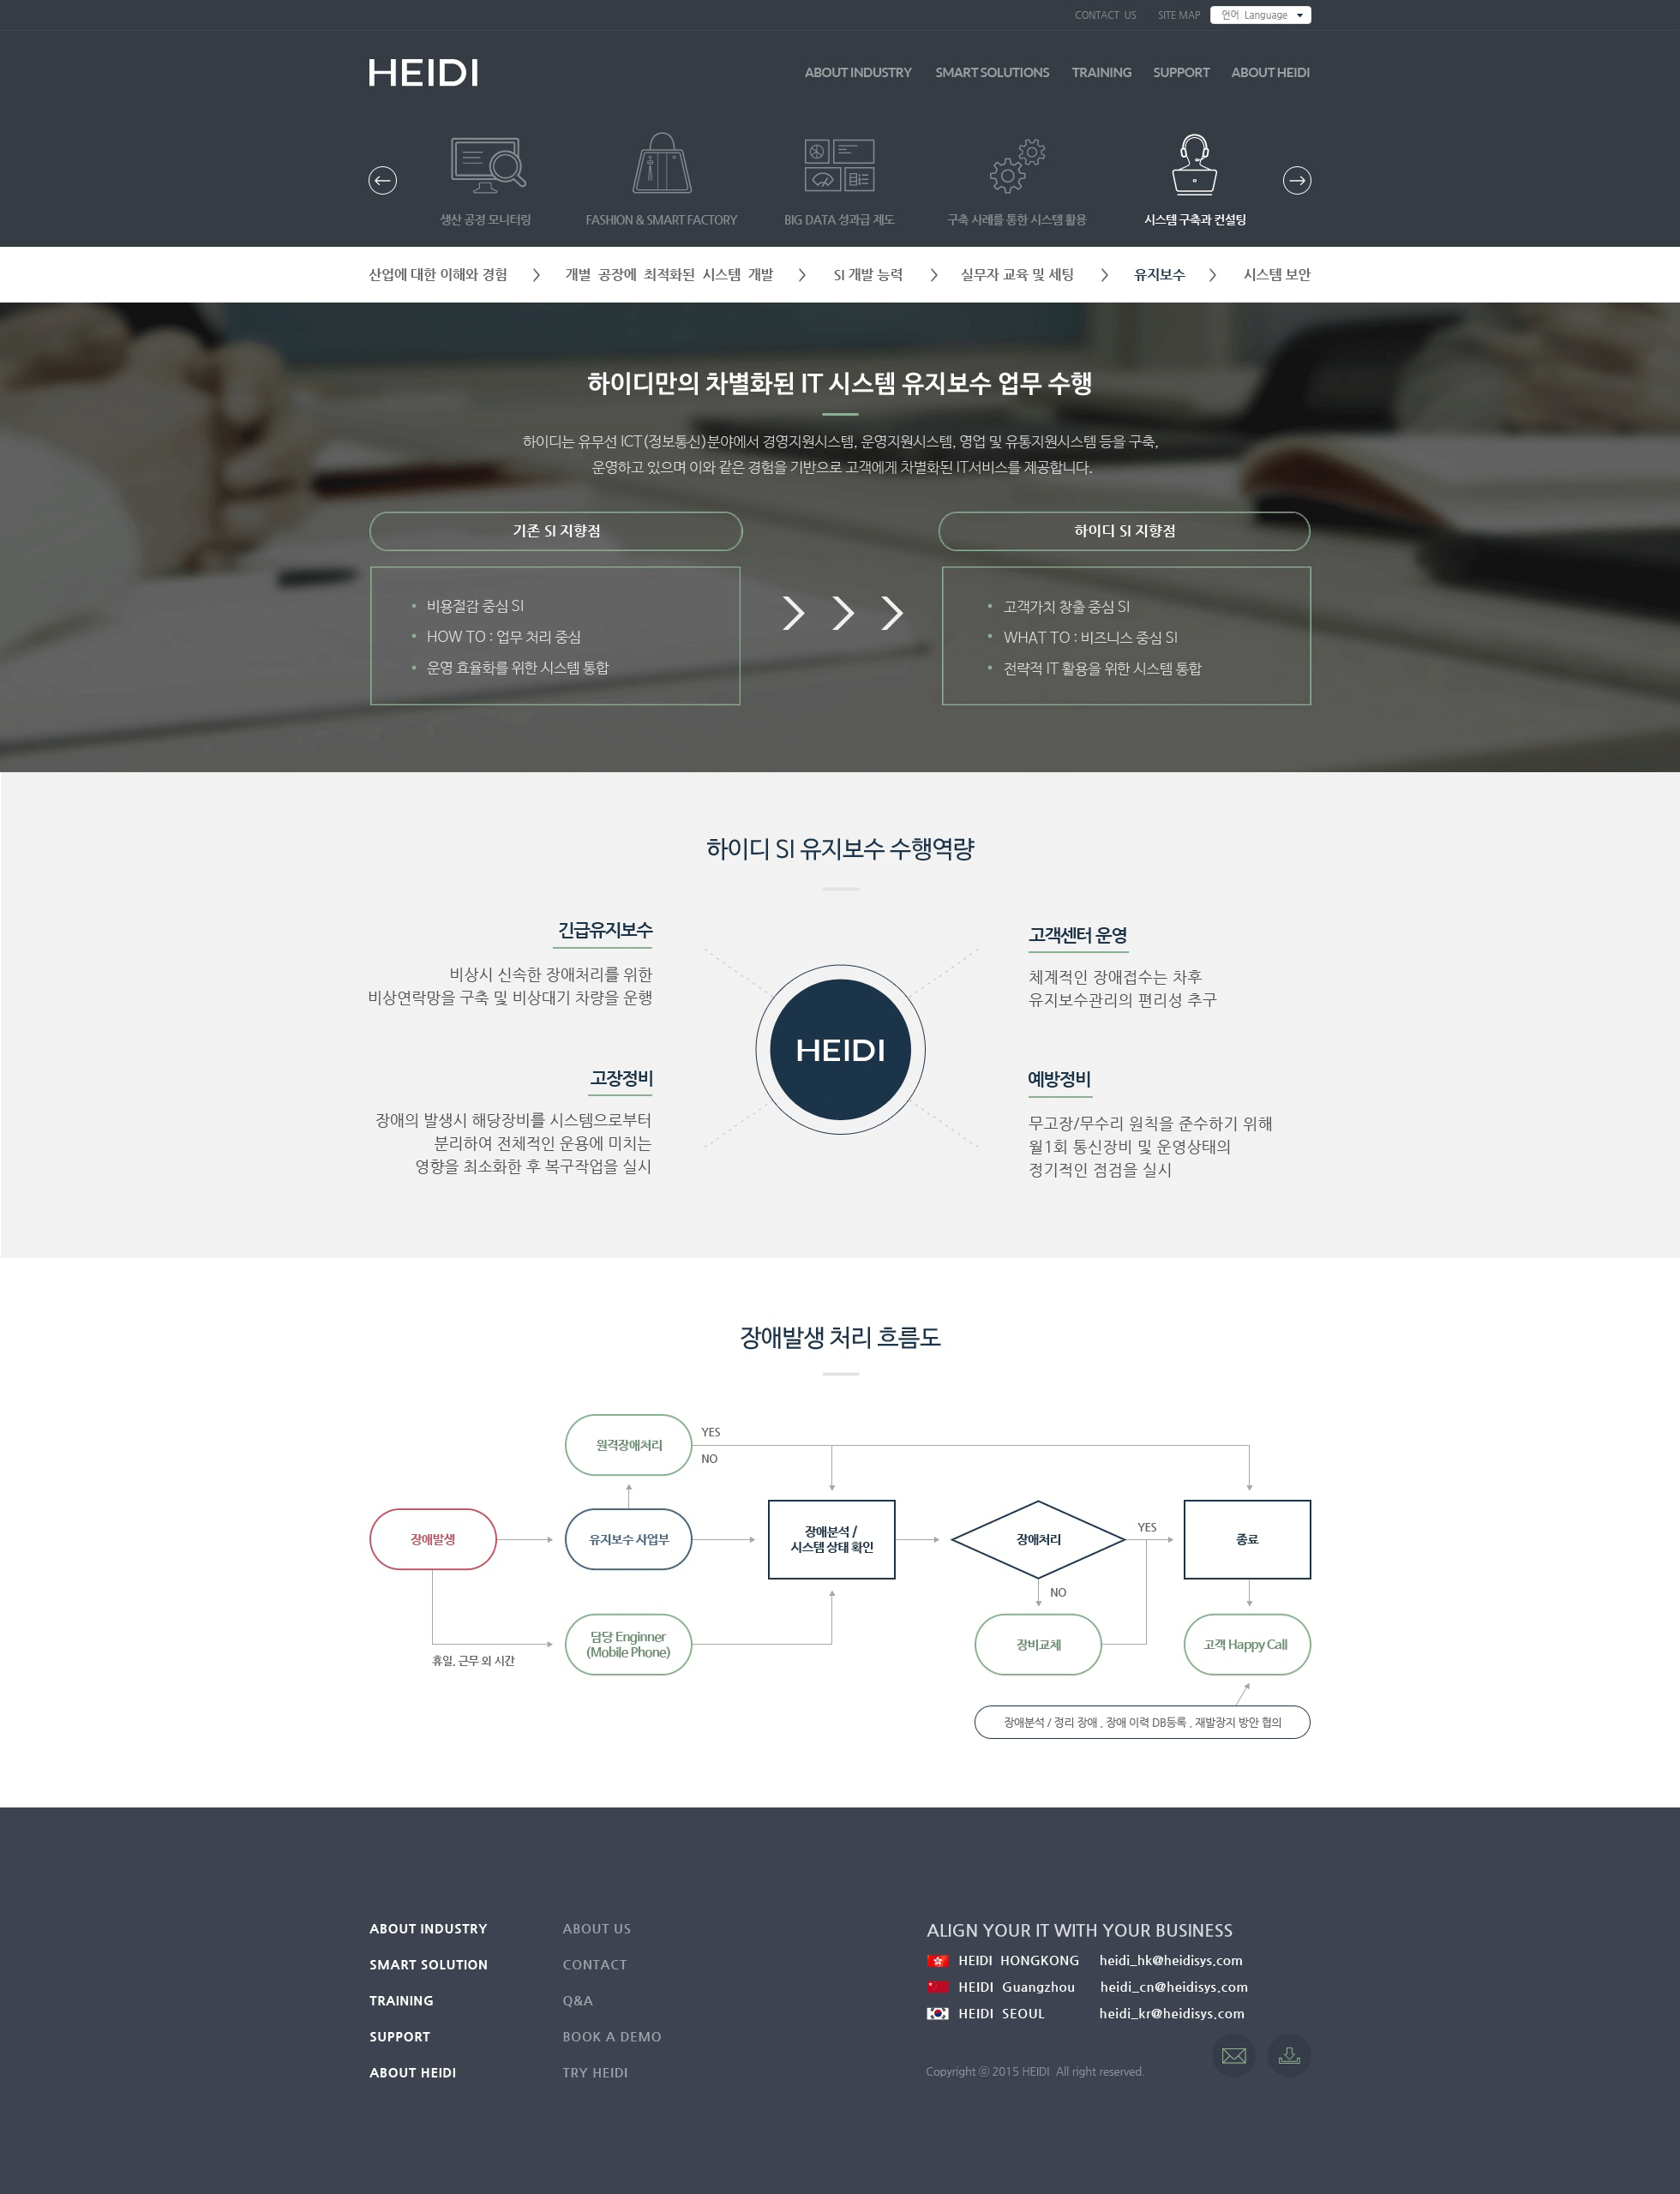 CONTACT US SITE MAP 언어 Language
HEIDI
ABOUT INDUSTRY SMART SOLUTIONS TRAINING SUPPORT ABOUT HEIDI
생산 공정 모니터링 FASHION & SMART FACTORY BIG DATA 성과급 제도 구축 사례를 통한 시스템 활용 시스템 구축과 컨설팅
산업에 대한 이해와 경험 개별 공장에 최적화된 시스템 개발 SI 개발 능력 실무자 교육 및 세팅 유지보수 시스템 보안
하이디만의 차별화된 IT 시스템 유지보수 업무 수행
하이디는 유무선 ICT(정보통신)분야에서 경영지원시스템, 운영지원시스템, 영업 및 유통지원시스템 등을 구축,
운영하고 있으며 이와 같은 경험을 기반으로 고객에게 차별화된 IT서비스를 제공합니다.
기존 SI 지향점
비용절감 중심 SI
HOW TO : 업무 처리 중심
운영 효율화를 위한 시스템 통합
하이디 SI 지향점
고객가치 창출 중심 SI
WHAT TO : 비즈니스 중심 SI
전략적 IT 활용을 위한 시스템 통합
하이디 SI 유지보수 수행역량
긴급유지보수
비상시 신속한 장애처리를 위한
비상연락망을 구축 및 비상대기 차량을 운행
고객센터 운영
체계적인 장애접수는 차후
유지보수관리의 편리성 추구
HEIDI
고장정비
장애의 발생시 해당장비를 시스템으로부터
분리하여 전체적인 운용에 미치는
영향을 최소화한 후 복구작업을 실시
예방정비
무고장/무수리 원칙을 준수하기 위해
월1회 통신장비 및 운영상태의
정기적인 점검을 실시
장애발생 처리 흐름도
원격장애처리
YES
NO
장애발생
유지보수 사업부
장애분석 /
시스템 상태 확인
장애처리
YES
종료
NO
담당 Enginner
(Mobile Phone)
휴일, 근무 외 시간
장비교체
고객 Happy Call
장애분석 / 정리 장애 , 장애 이력 DB등록 , 재발장지 방안 협의
ABOUT INDUSTRY
SMART SOLUTION
TRAINING
SUPPORT
ABOUT HEIDI
ABOUT US
CONTACT
Q&A
BOOK A DEMO
TRY HEIDI
ALIGN YOUR IT WITH YOUR BUSINESS
HEIDI HONGKONG heidi_hk@heidisys.com
HEIDI Guangzhou heidi_cn@heidisys.com
HEIDI SEOUL heidi_kr@heidisys.com
Copyright ⓒ 2015 HEIDI All right reserved.